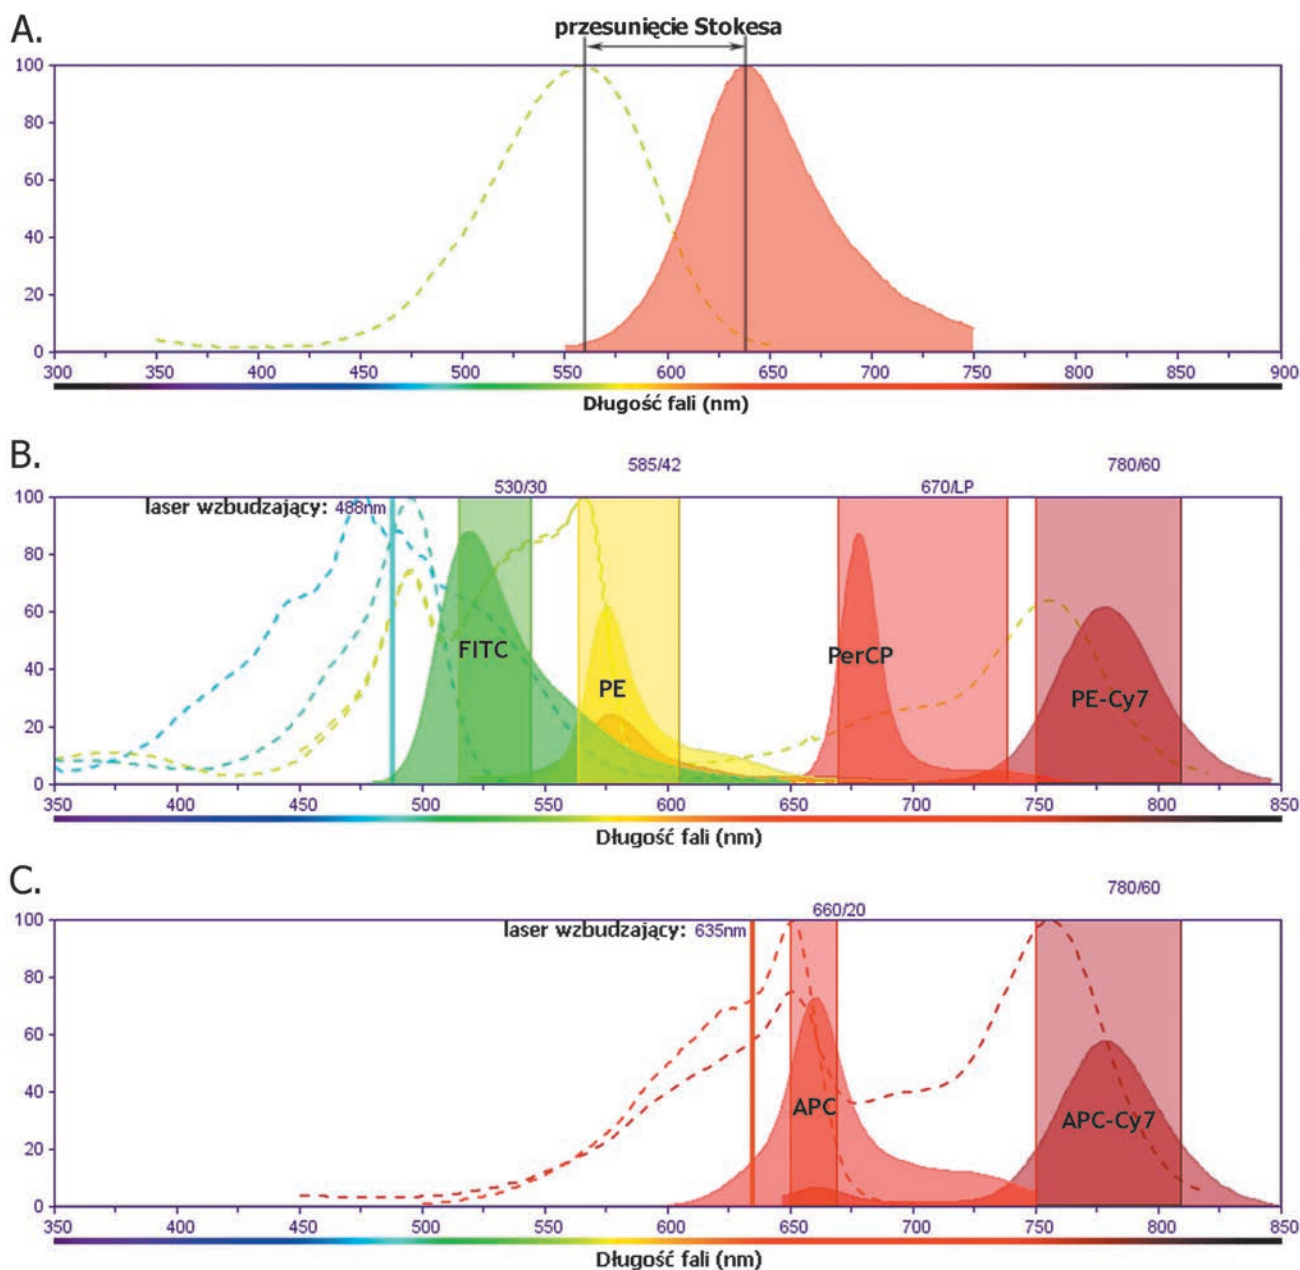 A.
przesunięcie Stokesa
100
80
60
40
20
0
300 350 400 450 500 550 600 650 700 750 800 850 900
Długość fali (nm)
B.
585/42 780/60
530/30 670/LP
laser wzbudzający: 488nm
100
80
60
40
20
0
FITC
PE
PerCP
PE-Cy7
350 400 450 500 550 600 650 700 750 800 850
Długość fali (nm)
C.
780/60
660/20
laser wzbudzający: 635nm
100
80
60
40
20
0
APC
APC-Cy7
350 400 450 500 550 600 650 700 750 800 850
Długość fali (nm)